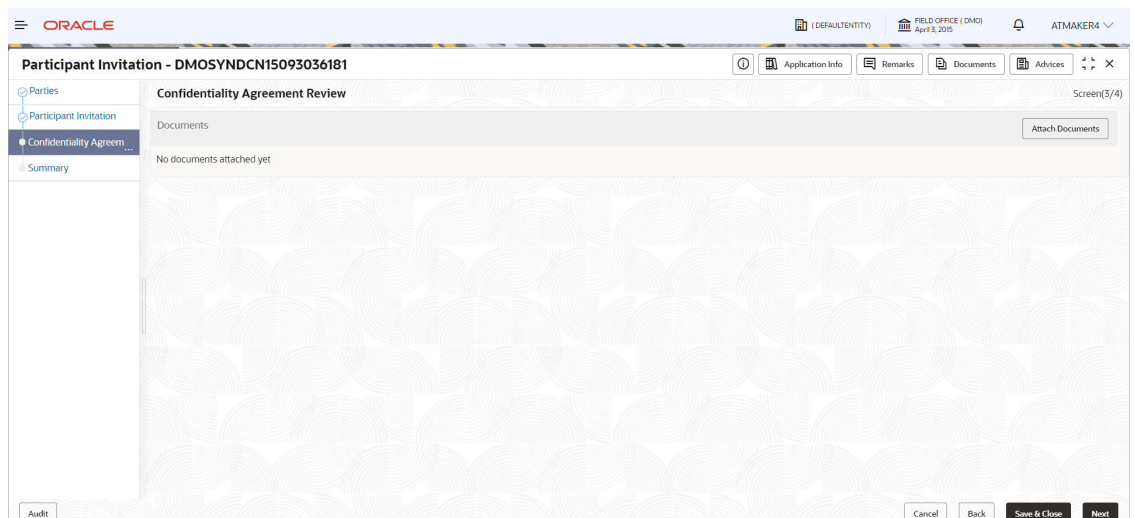 ORACLE
( DEFAULTENTITY)
FIELD OFFICE ( DMO)
April 3, 2015
ATMAKER4
Participant Invitation - DMOSYNDCN15093036181
Application Info
Remarks
Documents
Advices
Parties
Participant Invitation
Confidentiality Agreem
...
Summary
Confidentiality Agreement Review
Screen(3/4)
Documents
Attach Documents
No documents attached yet
Audit
Cancel
Back
Save & Close
Next